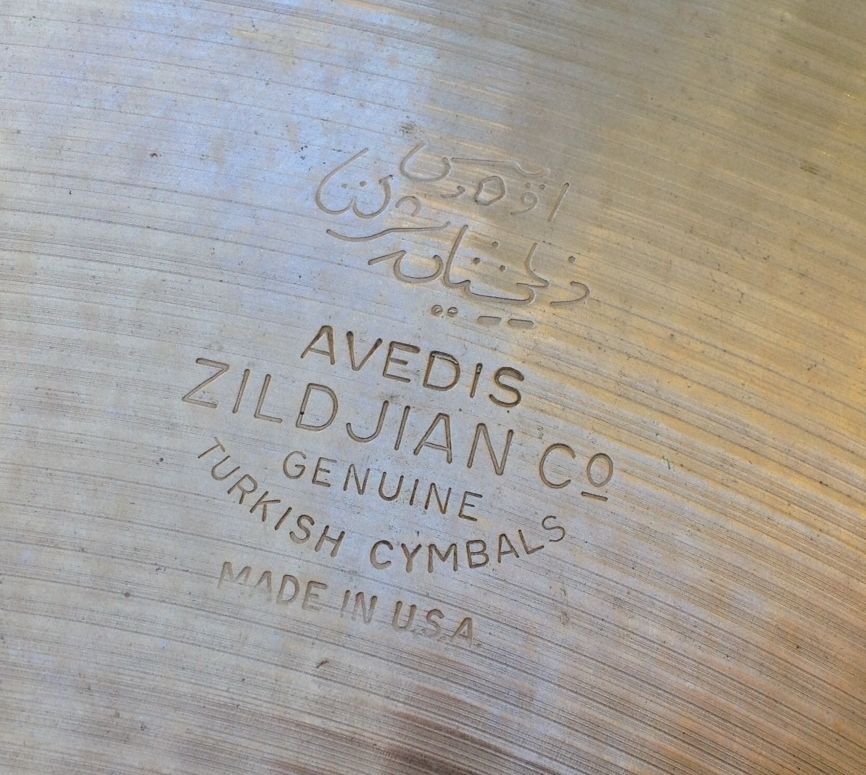 AVEDIS
ZILDJIAN Cº
GENUINE
TURKISH CYMBALS
MADE IN U.S.A.